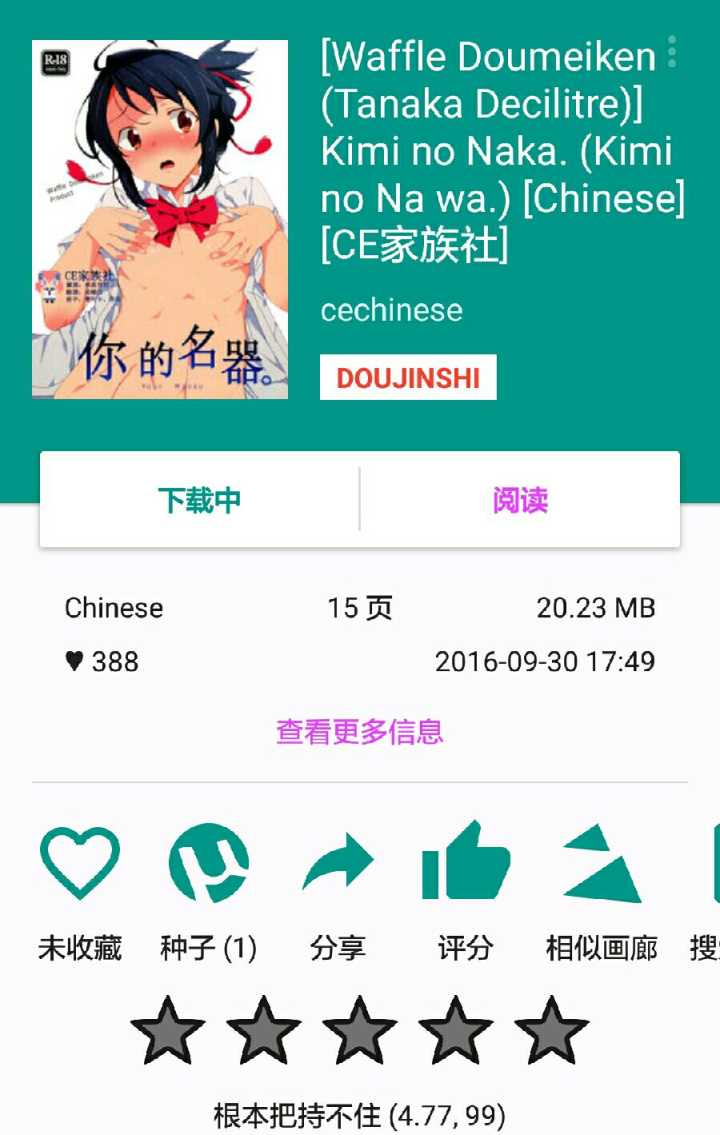 R-18
[Waffle Doumeiken
(Tanaka Decilitre)]
Kimi no Naka. (Kimi
no Na wa.) [Chinese]
[CE家族社]
cechinese
DOUJINSHI
Waffle Doumeiken
Product
CE家族社
你的名器。
下载中
阅读
Chinese
15 页
20.23 MB
♥ 388
2016-09-30 17:49
查看更多信息
未收藏
种子 (1)
分享
评分
相似画廊
根本把持不住 (4.77, 99)